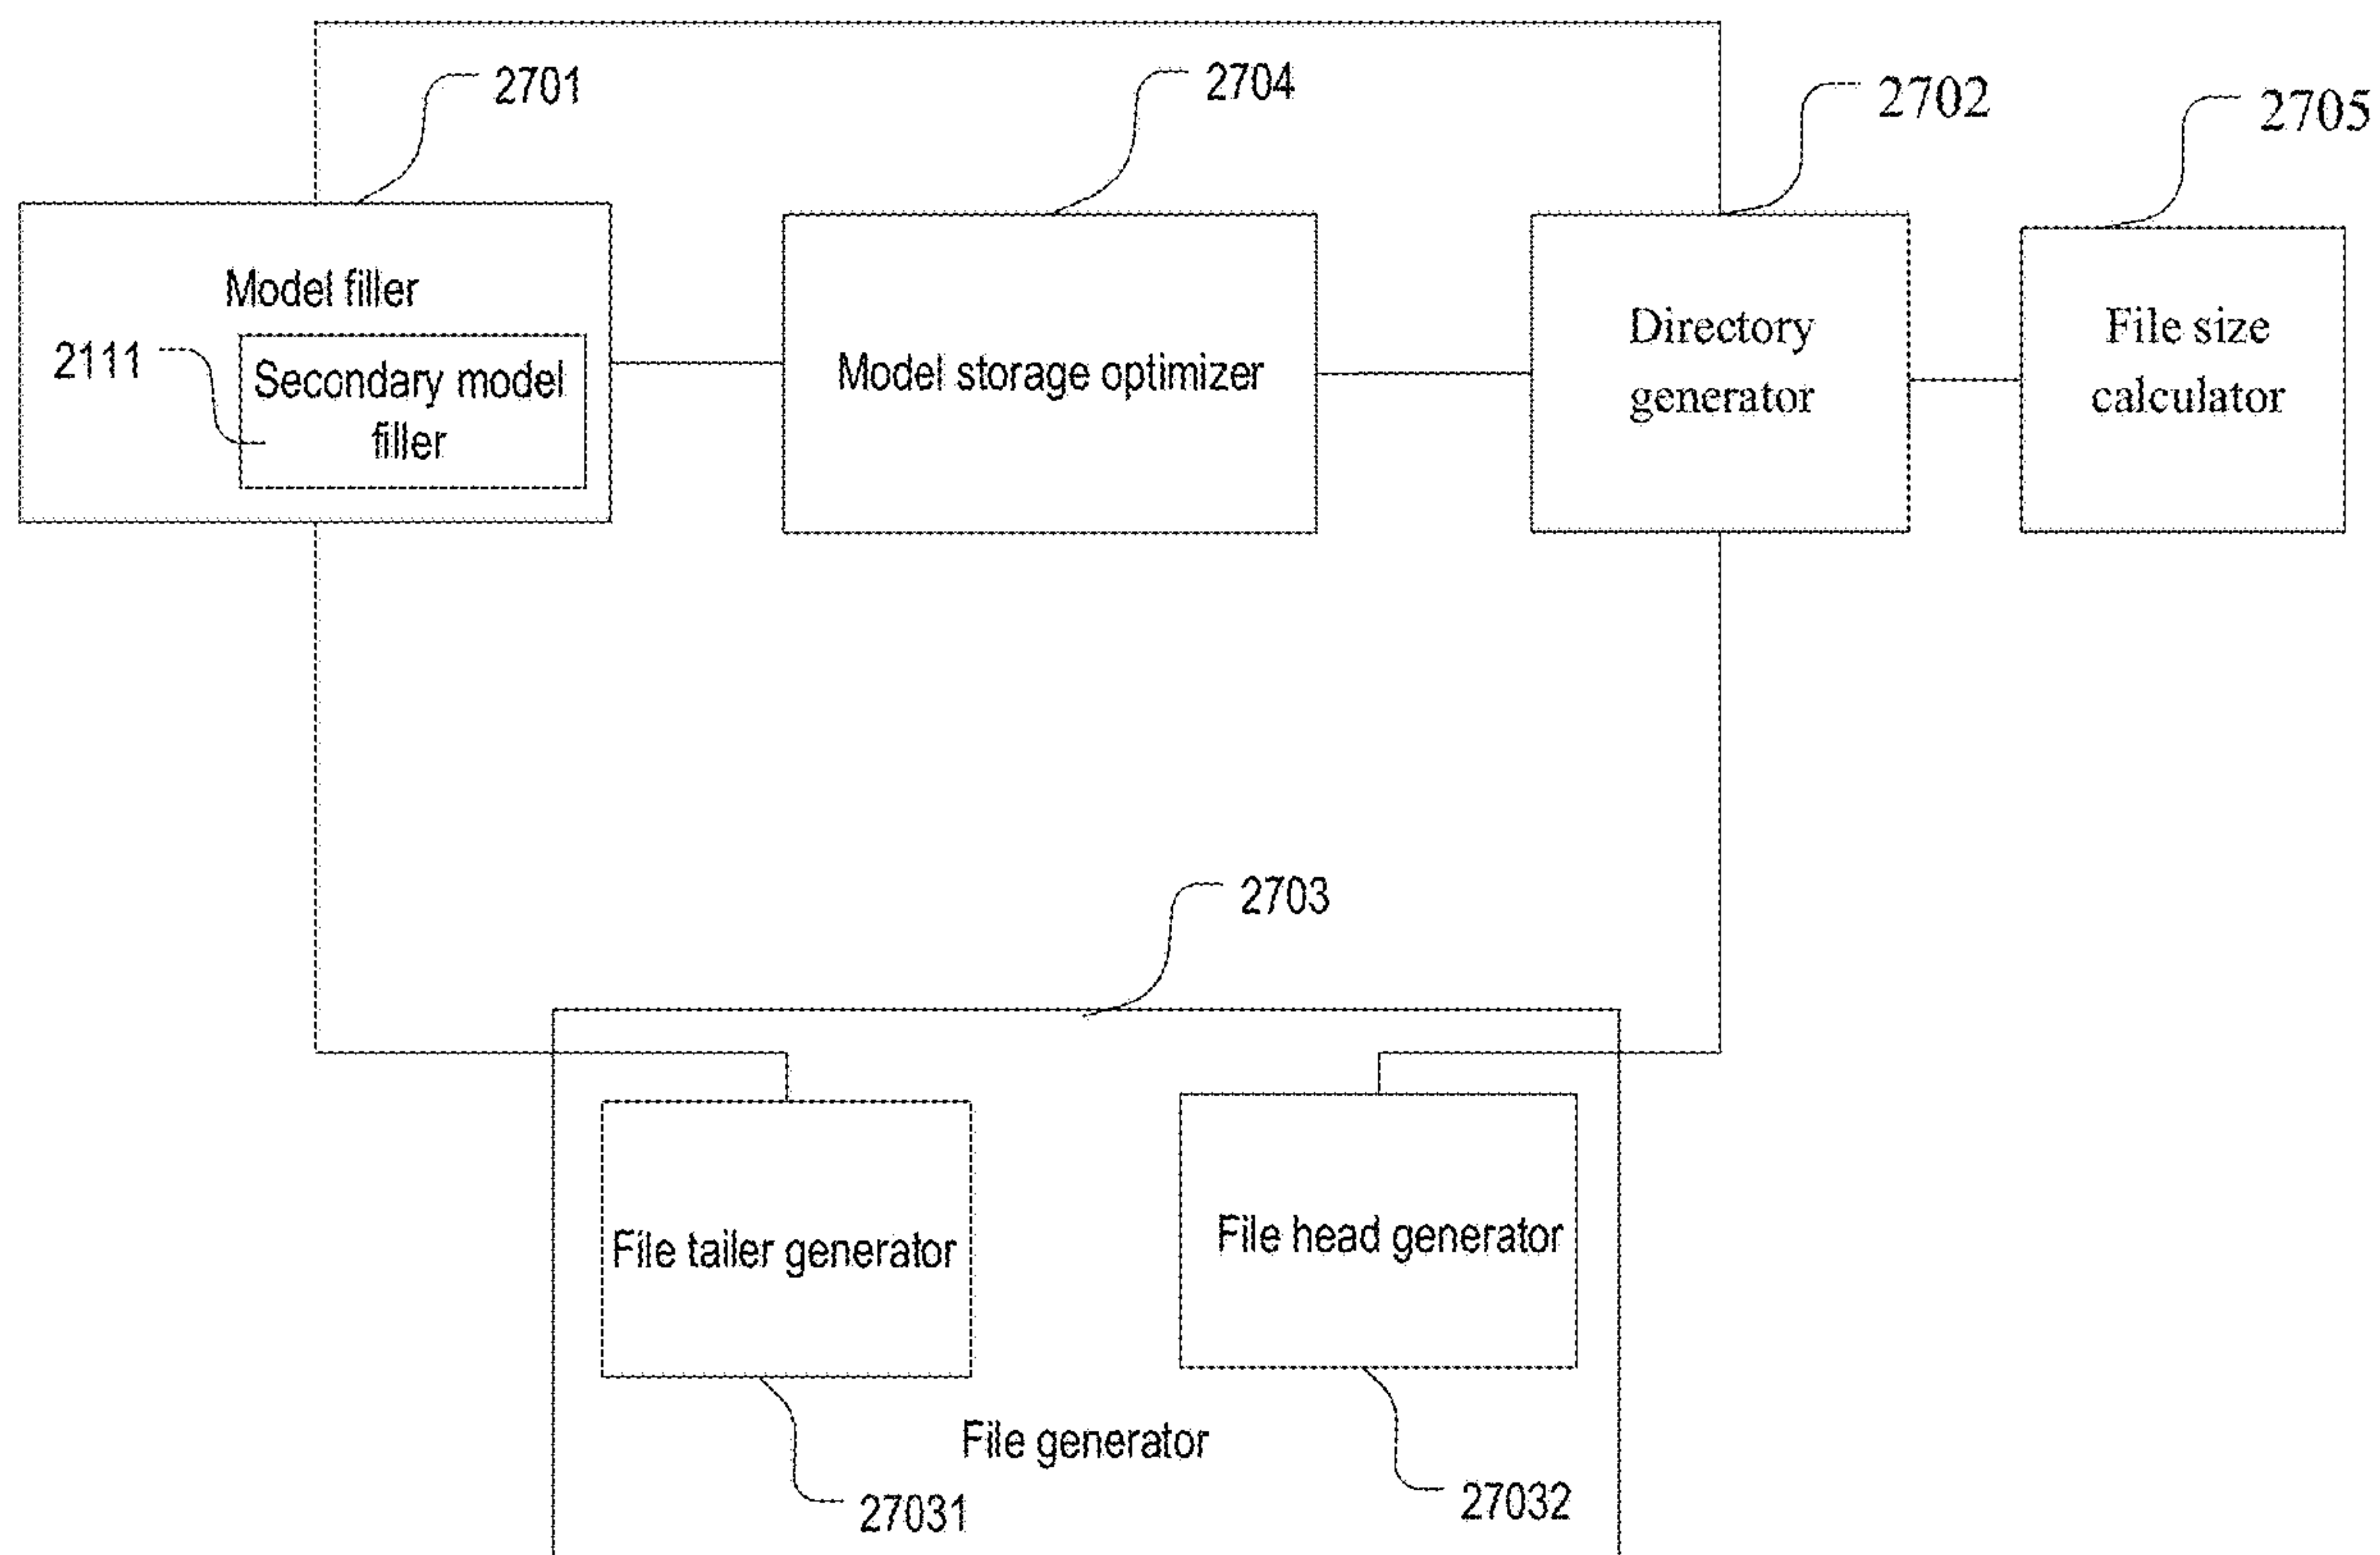 2701
2704
2702
2705
Model filler
2111
Secondary model
filler
Model storage optimizer
Directory
generator
File size
calculator
2703
File tailer generator
File head generator
File generator
27031
27032